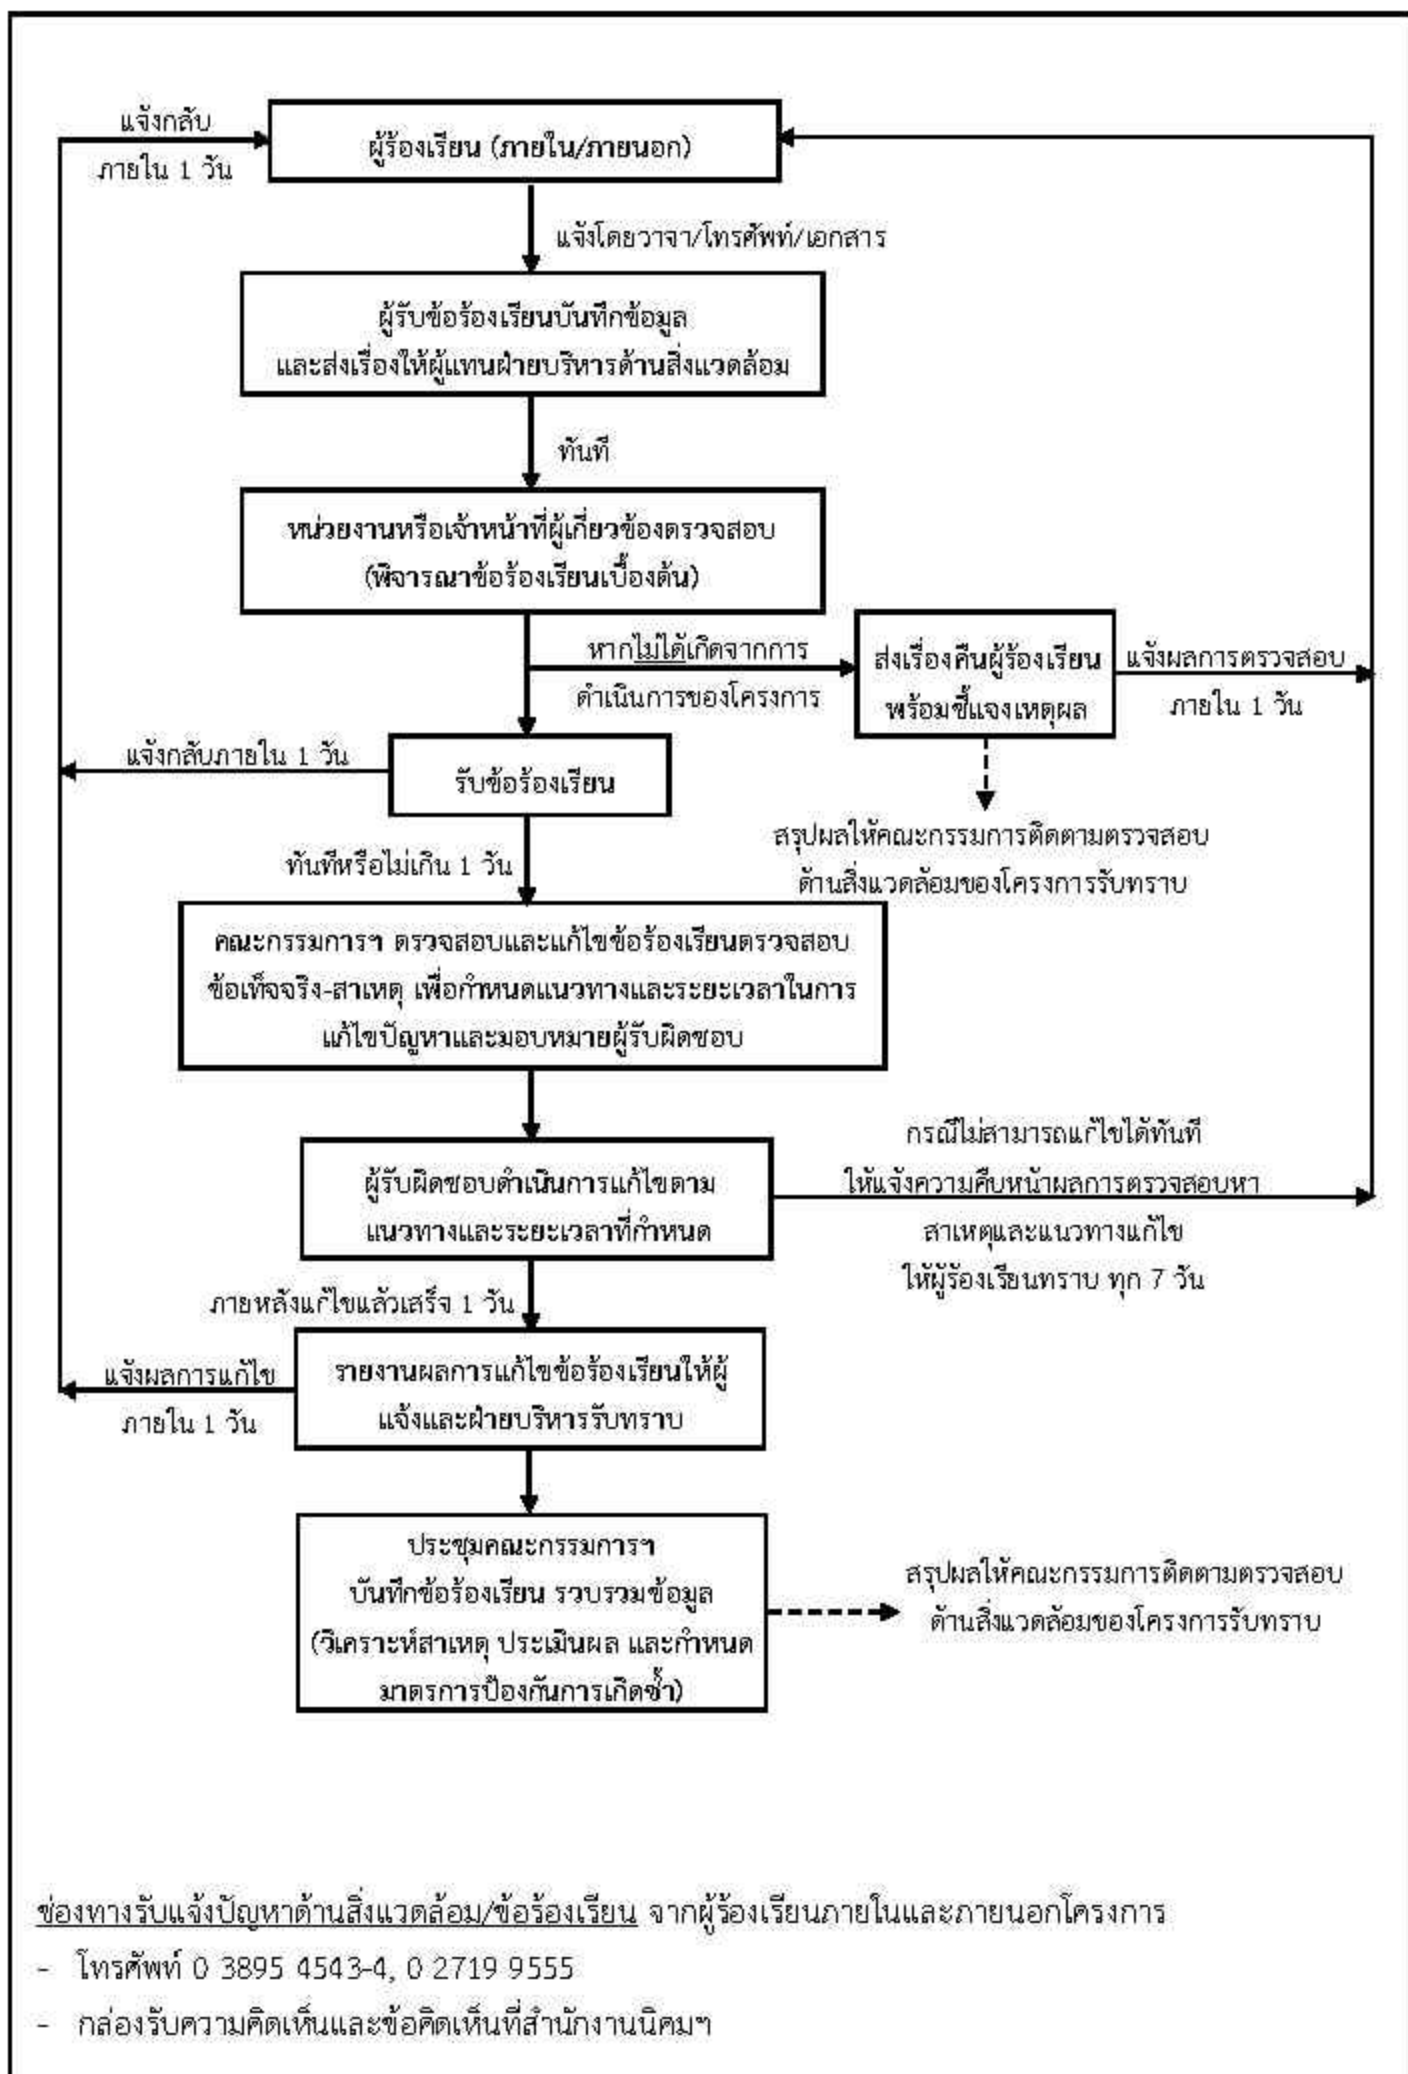 แจ้งกลับ
ภายใน 1 วัน
ผู้ร้องเรียน (ภายใน/ภายนอก)
แจ้งโดยวาจา/โทรศัพท์/เอกสาร
ผู้รับข้อร้องเรียนบันทึกข้อมูล
และส่งเรื่องให้ผู้แทนฝ่ายบริหารด้านสิ่งแวดล้อม
ทันที
หน่วยงานหรือเจ้าหน้าที่ผู้เกี่ยวข้องตรวจสอบ
(พิจารณาข้อร้องเรียนเบื้องต้น)
หากไม่ได้เกิดจากการ
ดำเนินการของโครงการ
ส่งเรื่องคืนผู้ร้องเรียน
พร้อมชี้แจงเหตุผล
แจ้งผลการตรวจสอบ
ภายใน 1 วัน
แจ้งกลับภายใน 1 วัน
รับข้อร้องเรียน
สรุปผลให้คณะกรรมการติดตามตรวจสอบ
ด้านสิ่งแวดล้อมของโครงการรับทราบ
ทันทีหรือไม่เกิน 1 วัน
คณะกรรมการฯ ตรวจสอบและแก้ไขข้อร้องเรียนตรวจสอบ
ข้อเท็จจริง-สาเหตุ เพื่อกำหนดแนวทางและระยะเวลาในการ
แก้ไขปัญหาและมอบหมายผู้รับผิดชอบ
ผู้รับผิดชอบดำเนินการแก้ไขตาม
แนวทางและระยะเวลาที่กำหนด
กรณีไม่สามารถแก้ไขได้ทันที
ให้แจ้งความคืบหน้าผลการตรวจสอบหา
สาเหตุและแนวทางแก้ไข
ให้ผู้ร้องเรียนทราบ ทุก 7 วัน
ภายหลังแก้ไขแล้วเสร็จ 1 วัน
แจ้งผลการแก้ไข
ภายใน 1 วัน
รายงานผลการแก้ไขข้อร้องเรียนให้ผู้
แจ้งและฝ่ายบริหารรับทราบ
ประชุมคณะกรรมการฯ
บันทึกข้อร้องเรียน รวบรวมข้อมูล
(วิเคราะห์สาเหตุ ประเมินผล และกำหนด
มาตรการป้องกันการเกิดซ้ำ)
สรุปผลให้คณะกรรมการติดตามตรวจสอบ
ด้านสิ่งแวดล้อมของโครงการรับทราบ
ช่องทางรับแจ้งปัญหาด้านสิ่งแวดล้อม/ข้อร้องเรียน จากผู้ร้องเรียนภายในและภายนอกโครงการ
- โทรศัพท์ 0 3895 4543-4, 0 2719 9555
- กล่องรับความคิดเห็นและข้อคิดเห็นที่สำนักงานนิคมฯ